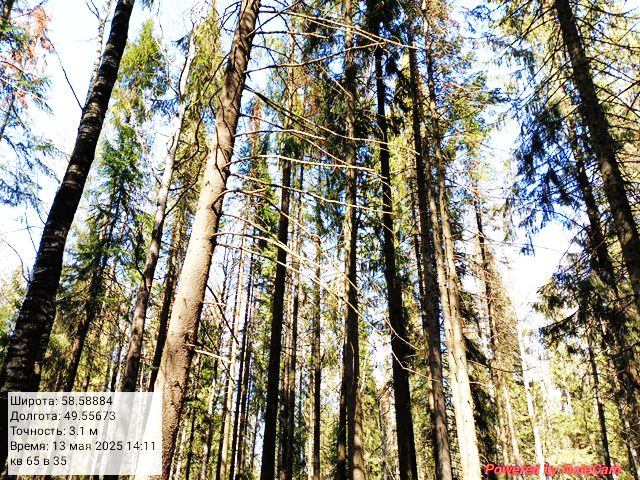 Широта: 58.58884
Долгота: 49.55673
Точность: 3.1 м
Время: 13 мая 2025 14:11
кв 65 в 35
Powered by NoteCam